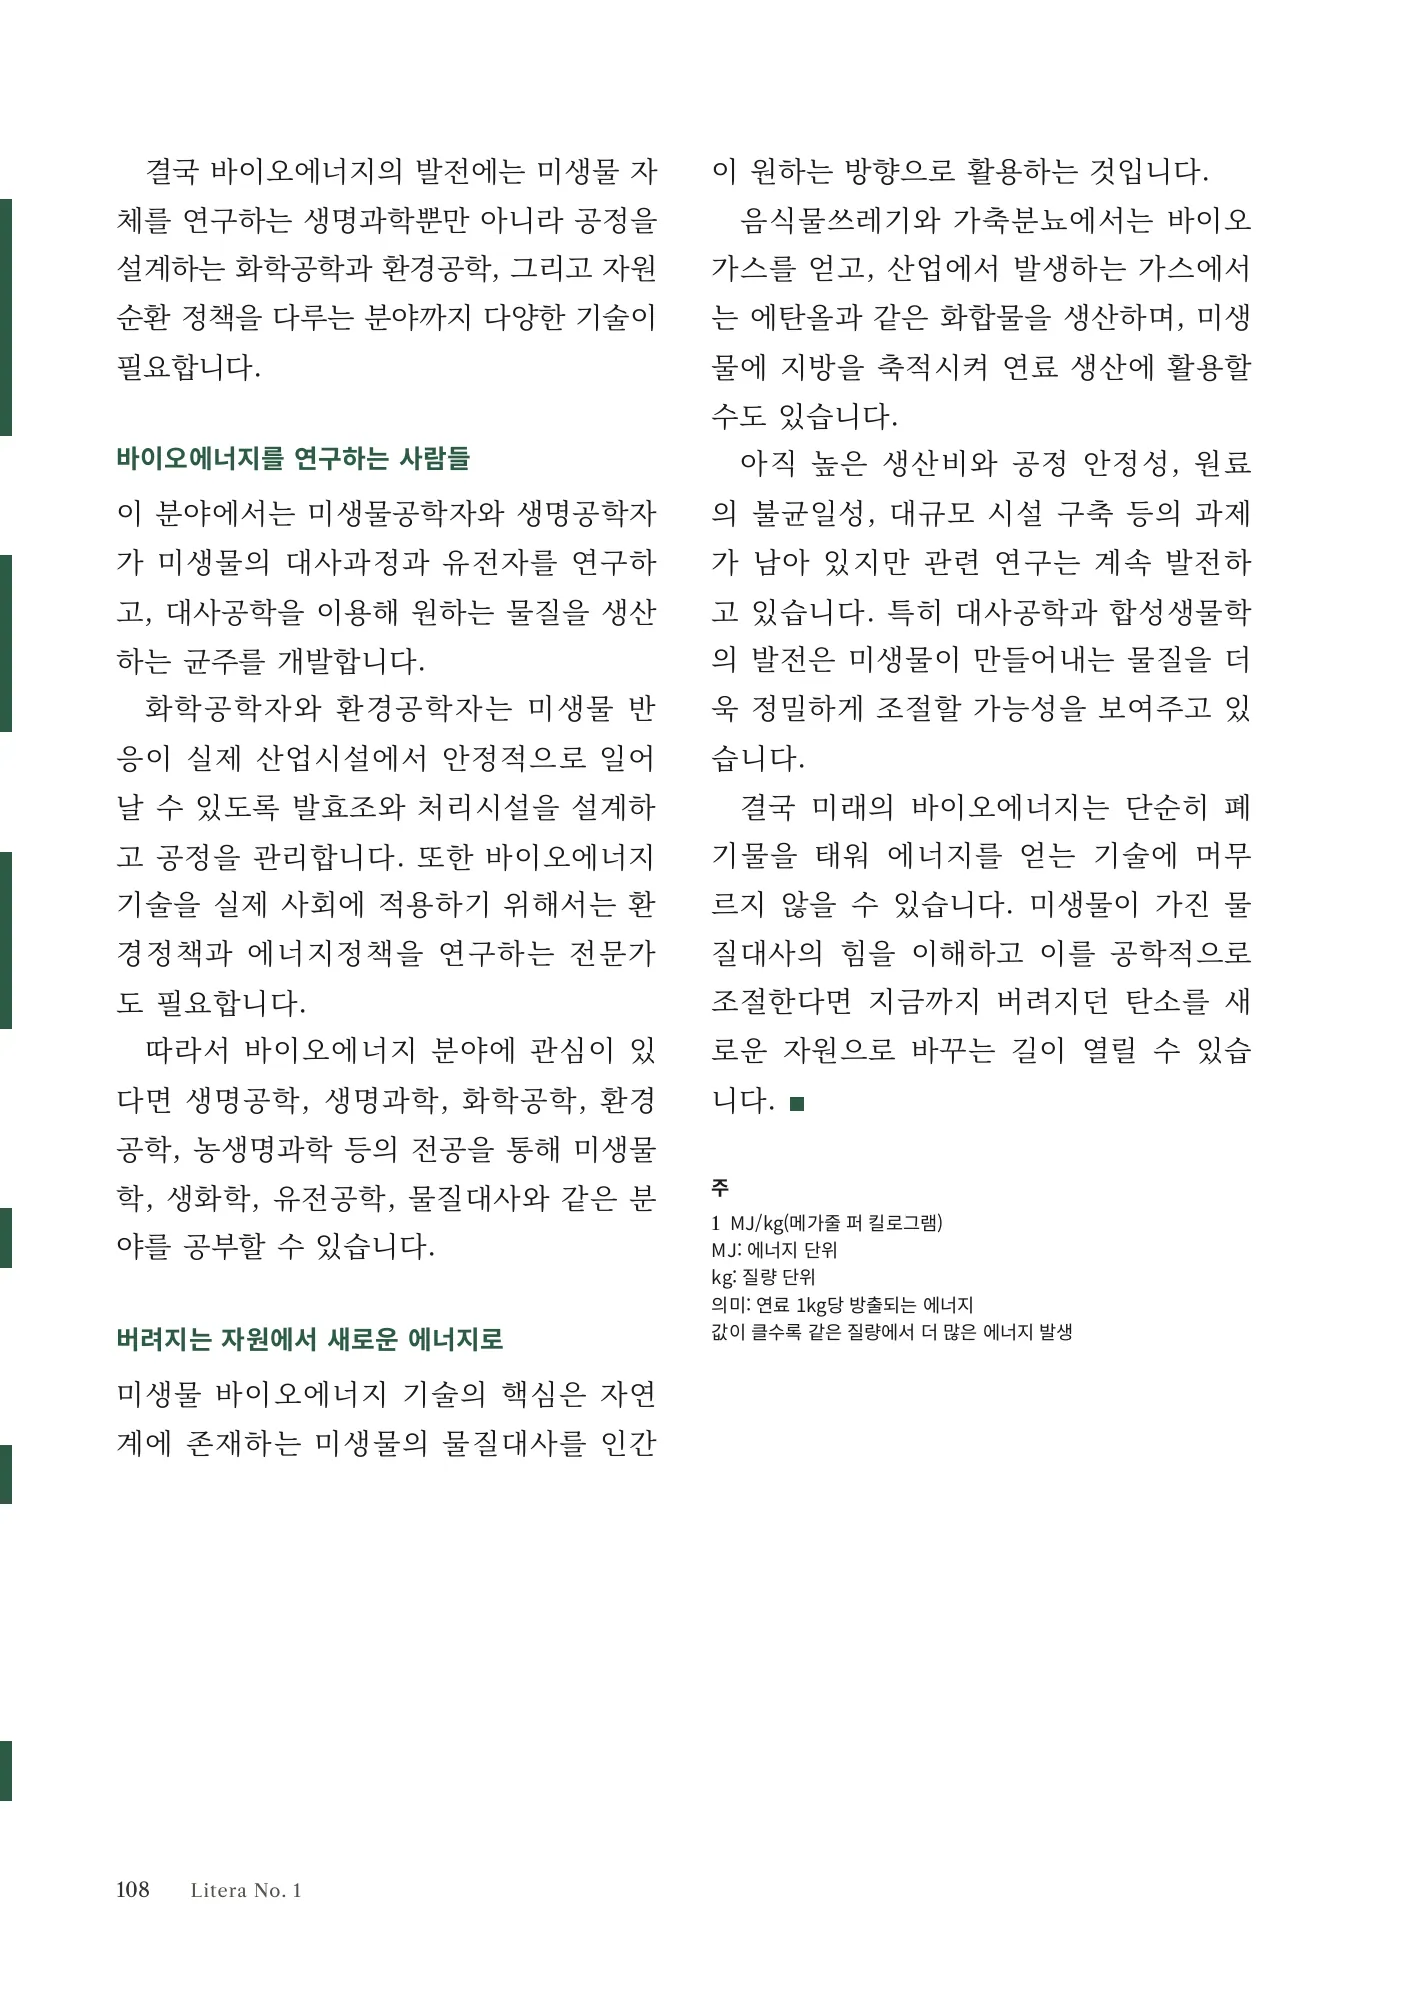 결국 바이오에너지의 발전에는 미생물 자
체를 연구하는 생명과학뿐만 아니라 공정을
설계하는 화학공학과 환경공학, 그리고 자원
순환 정책을 다루는 분야까지 다양한 기술이
필요합니다.
바이오에너지를 연구하는 사람들
이 분야에서는 미생물공학자와 생명공학자
가 미생물의 대사과정과 유전자를 연구하
고, 대사공학을 이용해 원하는 물질을 생산
하는 균주를 개발합니다.
화학공학자와 환경공학자는 미생물 반
응이 실제 산업시설에서 안정적으로 일어
날 수 있도록 발효조와 처리시설을 설계하
고 공정을 관리합니다. 또한 바이오에너지
기술을 실제 사회에 적용하기 위해서는 환
경정책과 에너지정책을 연구하는 전문가
도 필요합니다.
따라서 바이오에너지 분야에 관심이 있
다면 생명공학, 생명과학, 화학공학, 환경
공학, 농생명과학 등의 전공을 통해 미생물
학, 생화학, 유전공학, 물질대사와 같은 분
야를 공부할 수 있습니다.
버려지는 자원에서 새로운 에너지로
미생물 바이오에너지 기술의 핵심은 자연
계에 존재하는 미생물의 물질대사를 인간
이 원하는 방향으로 활용하는 것입니다.
음식물쓰레기와 가축분뇨에서는 바이오
가스를 얻고, 산업에서 발생하는 가스에서
는 에탄올과 같은 화합물을 생산하며, 미생
물에 지방을 축적시켜 연료 생산에 활용할
수도 있습니다.
아직 높은 생산비와 공정 안정성, 원료
의 불균일성, 대규모 시설 구축 등의 과제
가 남아 있지만 관련 연구는 계속 발전하
고 있습니다. 특히 대사공학과 합성생물학
의 발전은 미생물이 만들어내는 물질을 더
욱 정밀하게 조절할 가능성을 보여주고 있
습니다.
결국 미래의 바이오에너지는 단순히 폐
기물을 태워 에너지를 얻는 기술에 머무
르지 않을 수 있습니다. 미생물이 가진 물
질대사의 힘을 이해하고 이를 공학적으로
조절한다면 지금까지 버려지던 탄소를 새
로운 자원으로 바꾸는 길이 열릴 수 있습
니다. ■
주
1 MJ/kg(메가줄 퍼 킬로그램)
MJ: 에너지 단위
kg: 질량 단위
의미: 연료 1kg당 방출되는 에너지
값이 클수록 같은 질량에서 더 많은 에너지 발생
108 Litera No. 1